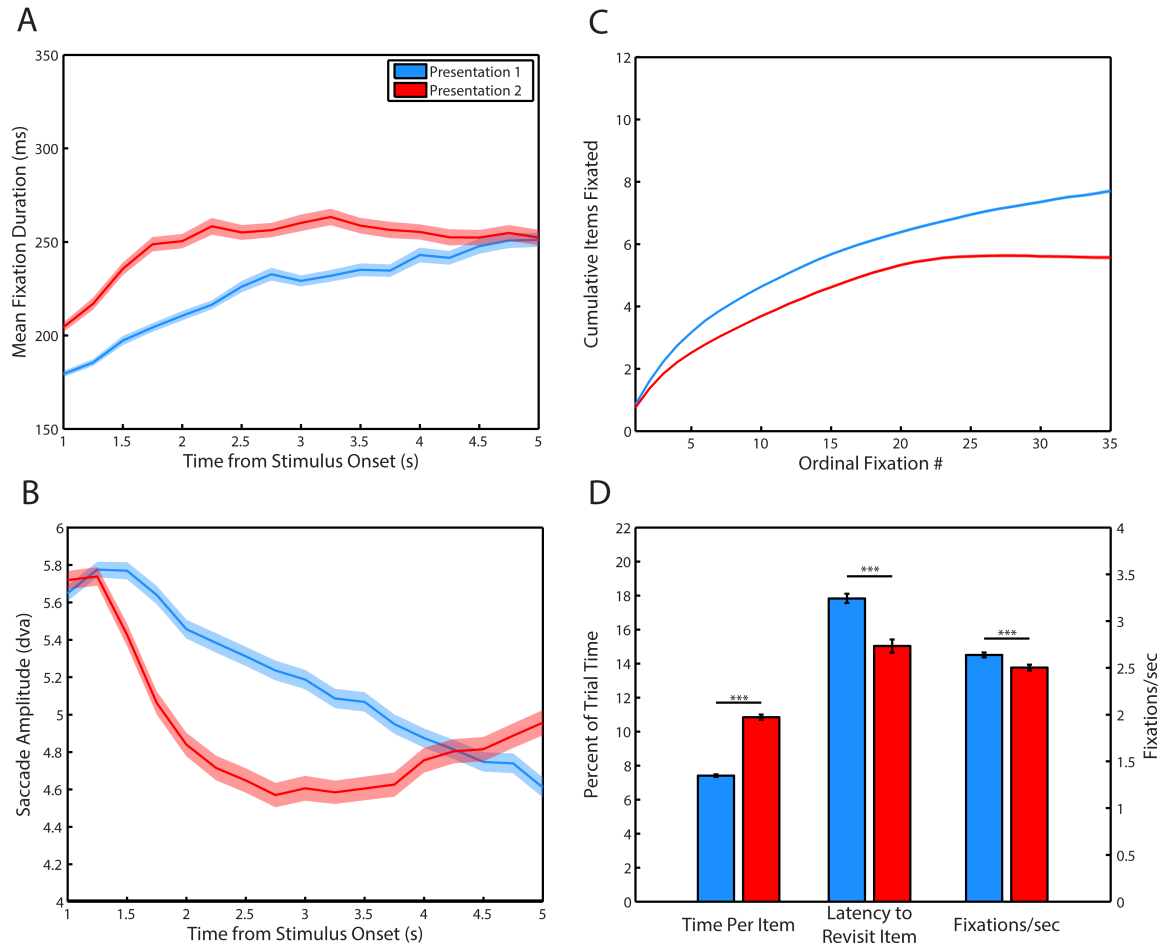 A
350
300
250
200
150
Mean Fixation Duration (ms)
Presentation 1
Presentation 2
1 1.5 2 2.5 3 3.5 4 4.5 5
Time from Stimulus Onset (s)
C
12
10
8
6
4
2
0
Cumulative Items Fixated
5 10 15 20 25 30 35
Ordinal Fixation #
B
6
5.8
5.6
5.4
5.2
5
4.8
4.6
4.4
4.2
4
Saccade Amplitude (dva)
1 1.5 2 2.5 3 3.5 4 4.5 5
Time from Stimulus Onset (s)
D
22
20
18
16
14
12
10
8
6
4
2
0
Percent of Trial Time
***
***
***
4
3.5
3
2.5
2
1.5
1
0.5
0
Fixations/sec
Time Per Item
Latency to
Revisit Item
Fixations/sec